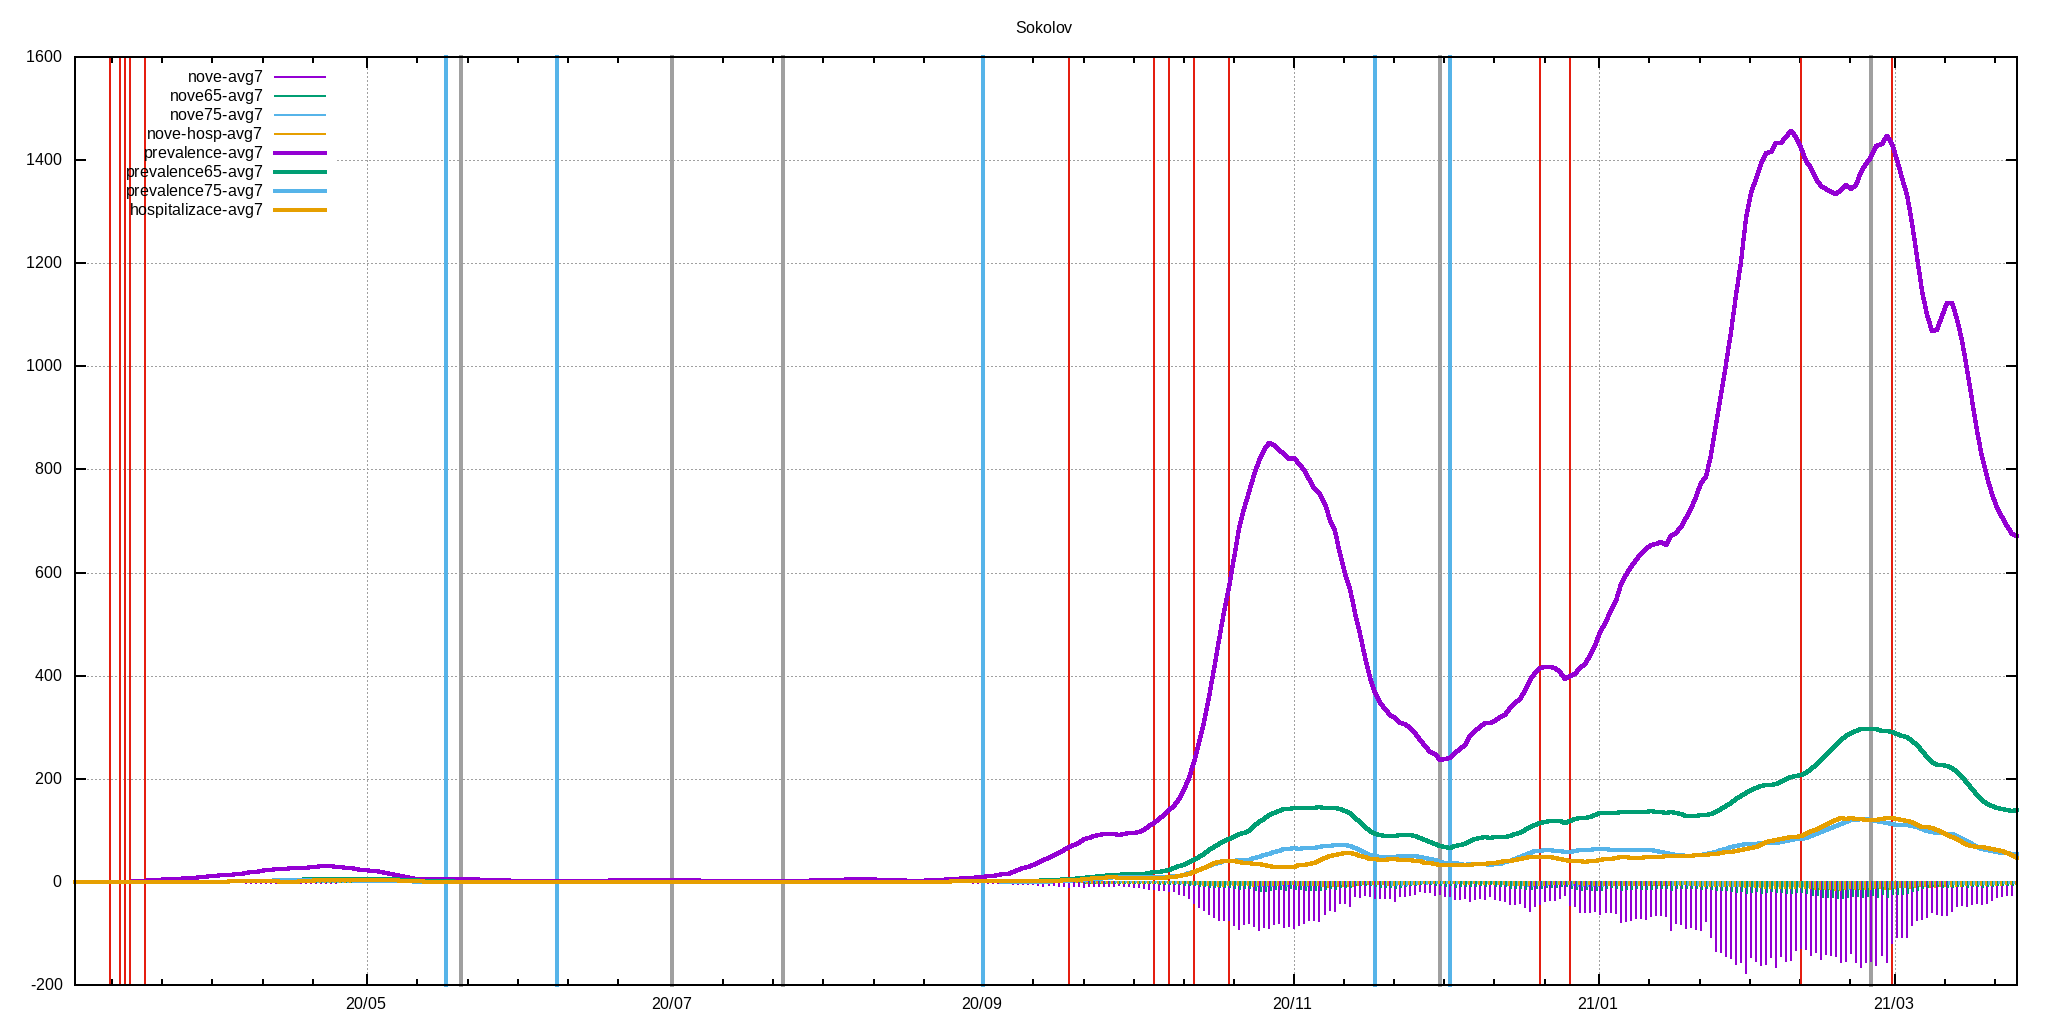 Sokolov
1600
1400
1200
1000
800
600
400
200
0
-200
nove-avg7
nove65-avg7
nove75-avg7
nove-hosp-avg7
prevalence-avg7
prevalence65-avg7
prevalence75-avg7
hospitalizace-avg7
20/05 20/07 20/09 20/11 21/01 21/03